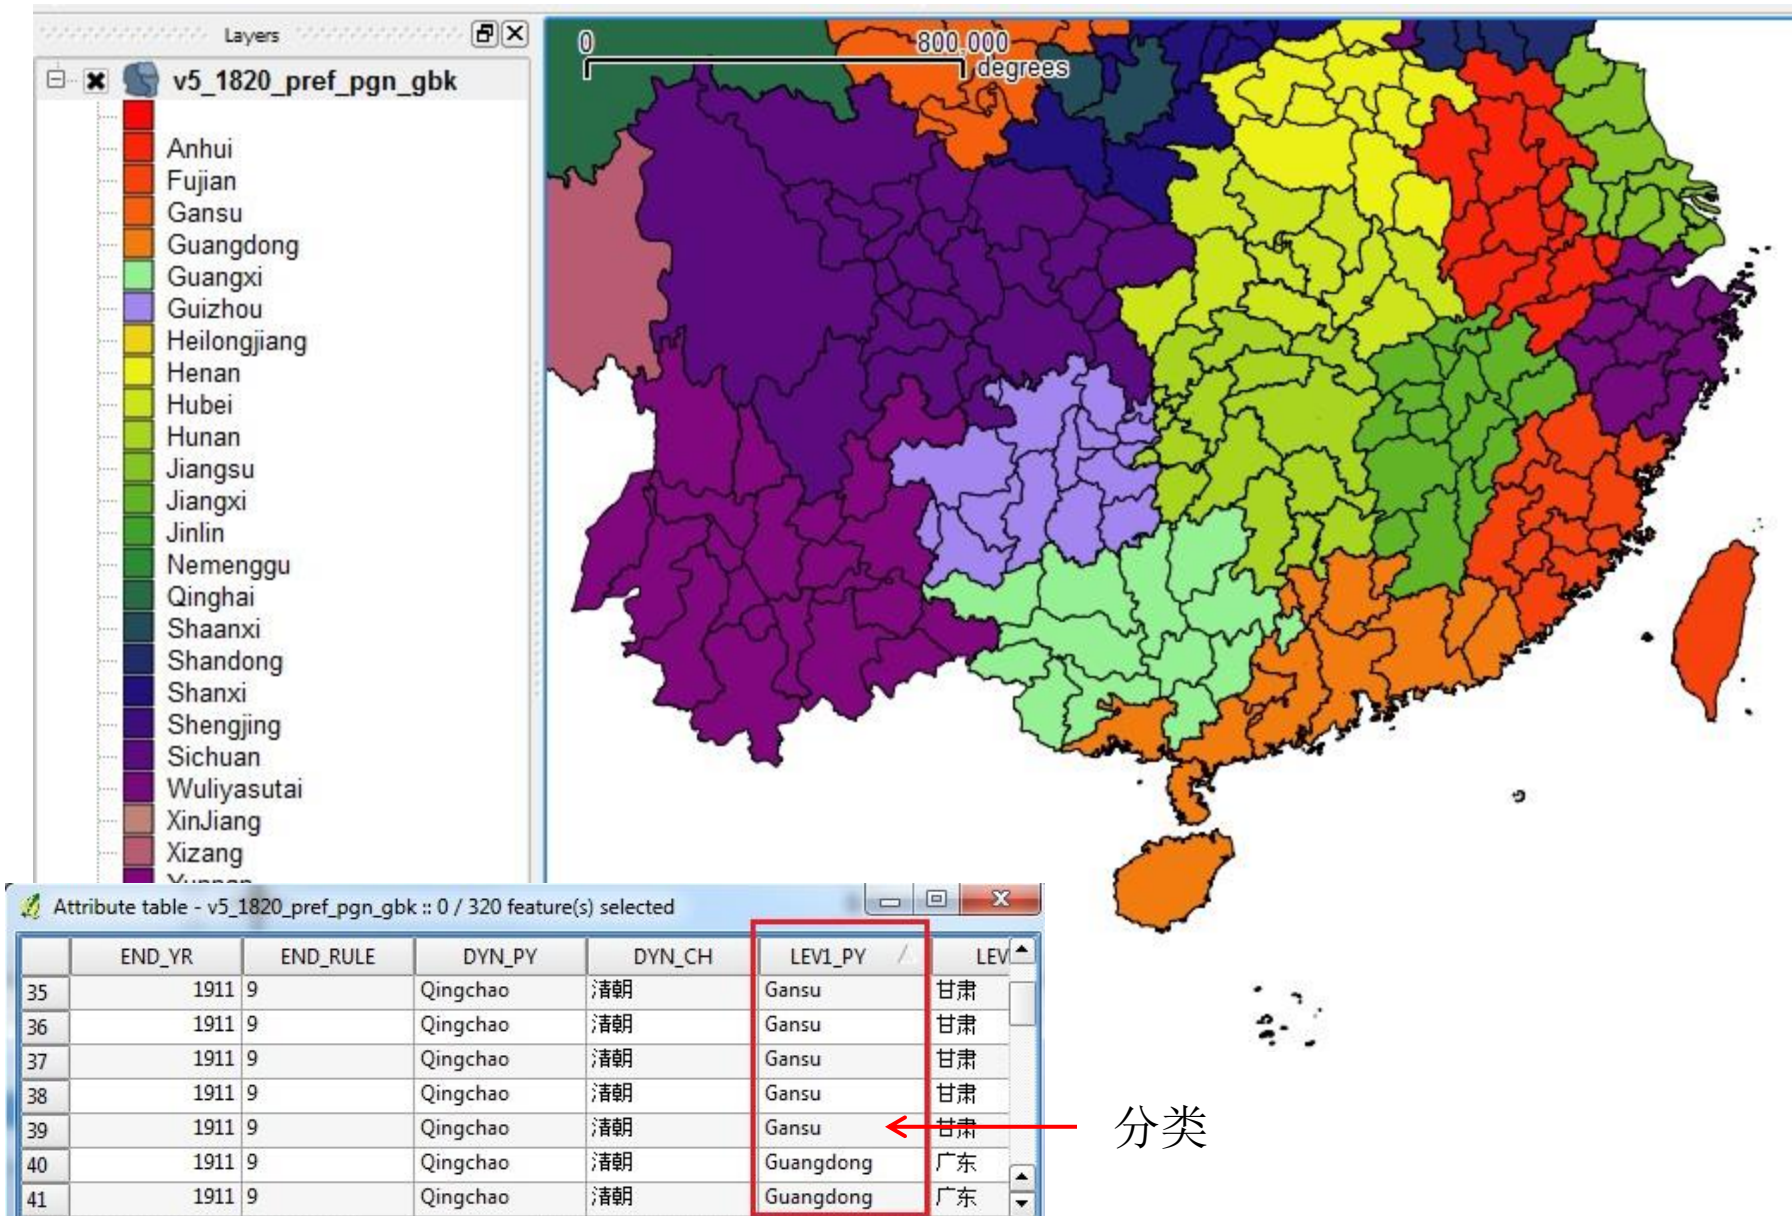 Layers
0 800,000
degrees
v5_1820_pref_pgn_gbk
Anhui
Fujian
Gansu
Guangdong
Guangxi
Guizhou
Heilongjiang
Henan
Hubei
Hunan
Jiangsu
Jiangxi
Jinlin
Nemenggu
Qinghai
Shaanxi
Shandong
Shanxi
Shengjing
Sichuan
Wuliyasutai
XinJiang
Xizang
Attribute table - v5_1820_pref_pgn_gbk :: 0 / 320 feature(s) selected
END_YR END_RULE DYN_PY DYN_CH LEV1_PY LEV
35 1911 9 Qingchao 清朝 Gansu 甘肃
36 1911 9 Qingchao 清朝 Gansu 甘肃
37 1911 9 Qingchao 清朝 Gansu 甘肃
38 1911 9 Qingchao 清朝 Gansu 甘肃
39 1911 9 Qingchao 清朝 Gansu 甘肃
40 1911 9 Qingchao 清朝 Guangdong 广东
41 1911 9 Qingchao 清朝 Guangdong 广东
分类